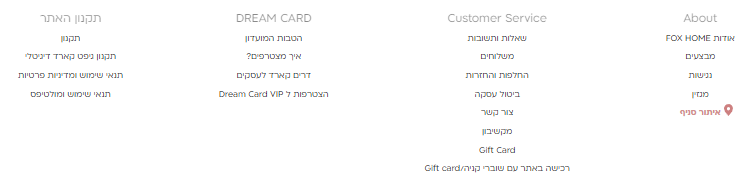 About
אודות FOX HOME
מבצעים
נגישות
מגזין
איתור סניף
Customer Service
שאלות ותשובות
משלוחים
החלפות והחזרות
ביטול עסקה
צור קשר
מקשיבון
Gift Card
רכישה באתר עם שוברי קניה/Gift card
DREAM CARD
הטבות המועדון
איך מצטרפים?
דרים קארד לעסקים
הצטרפות ל Dream Card VIP
תקנון האתר
תקנון
תקנון גיפט קארד דיגיטלי
תנאי שימוש ומדיניות פרטיות
תנאי שימוש ומולטיפס